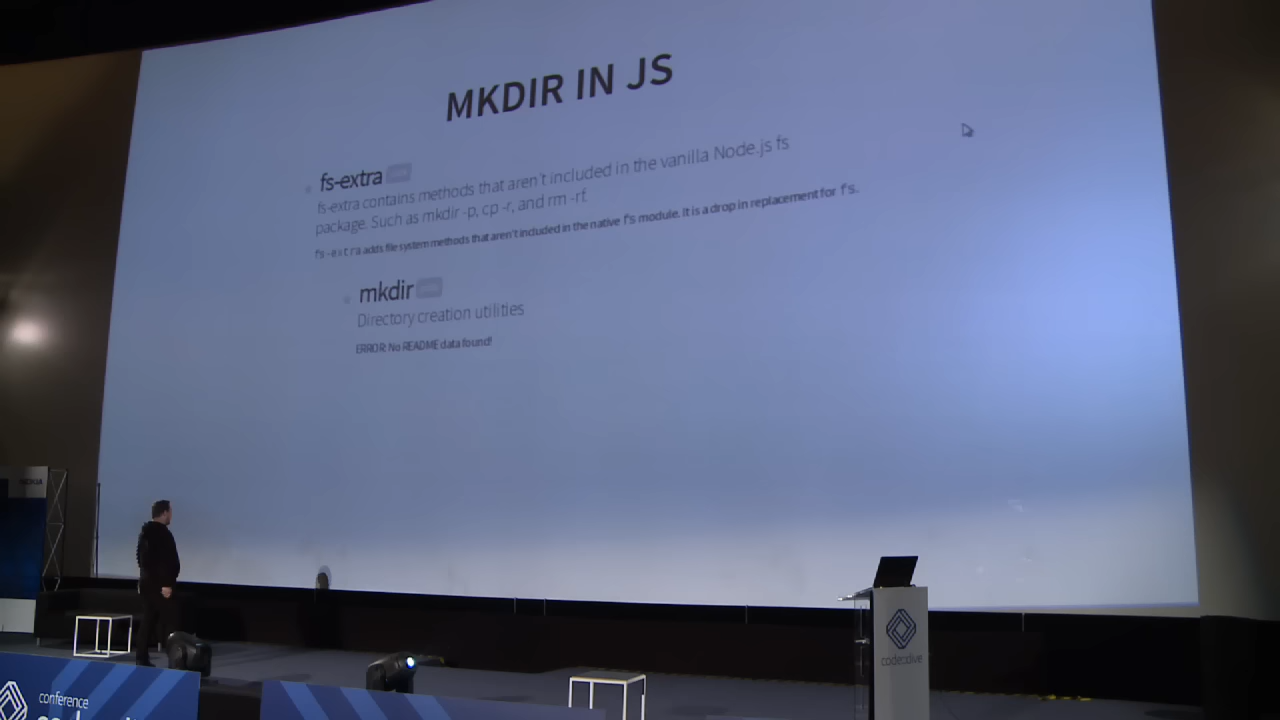 MKDIR IN JS
fs-extra
fs-extra contains methods that aren't included in the vanilla Node.js fs
package. Such as mkdir -p, cp -r, and rm -rf.
fs-extra adds file system methods that aren't included in the native fs module. It is a drop in replacement for fs.
mkdir
Directory creation utilities
ERROR: No README data found!
NOKIA
code::dive
conference